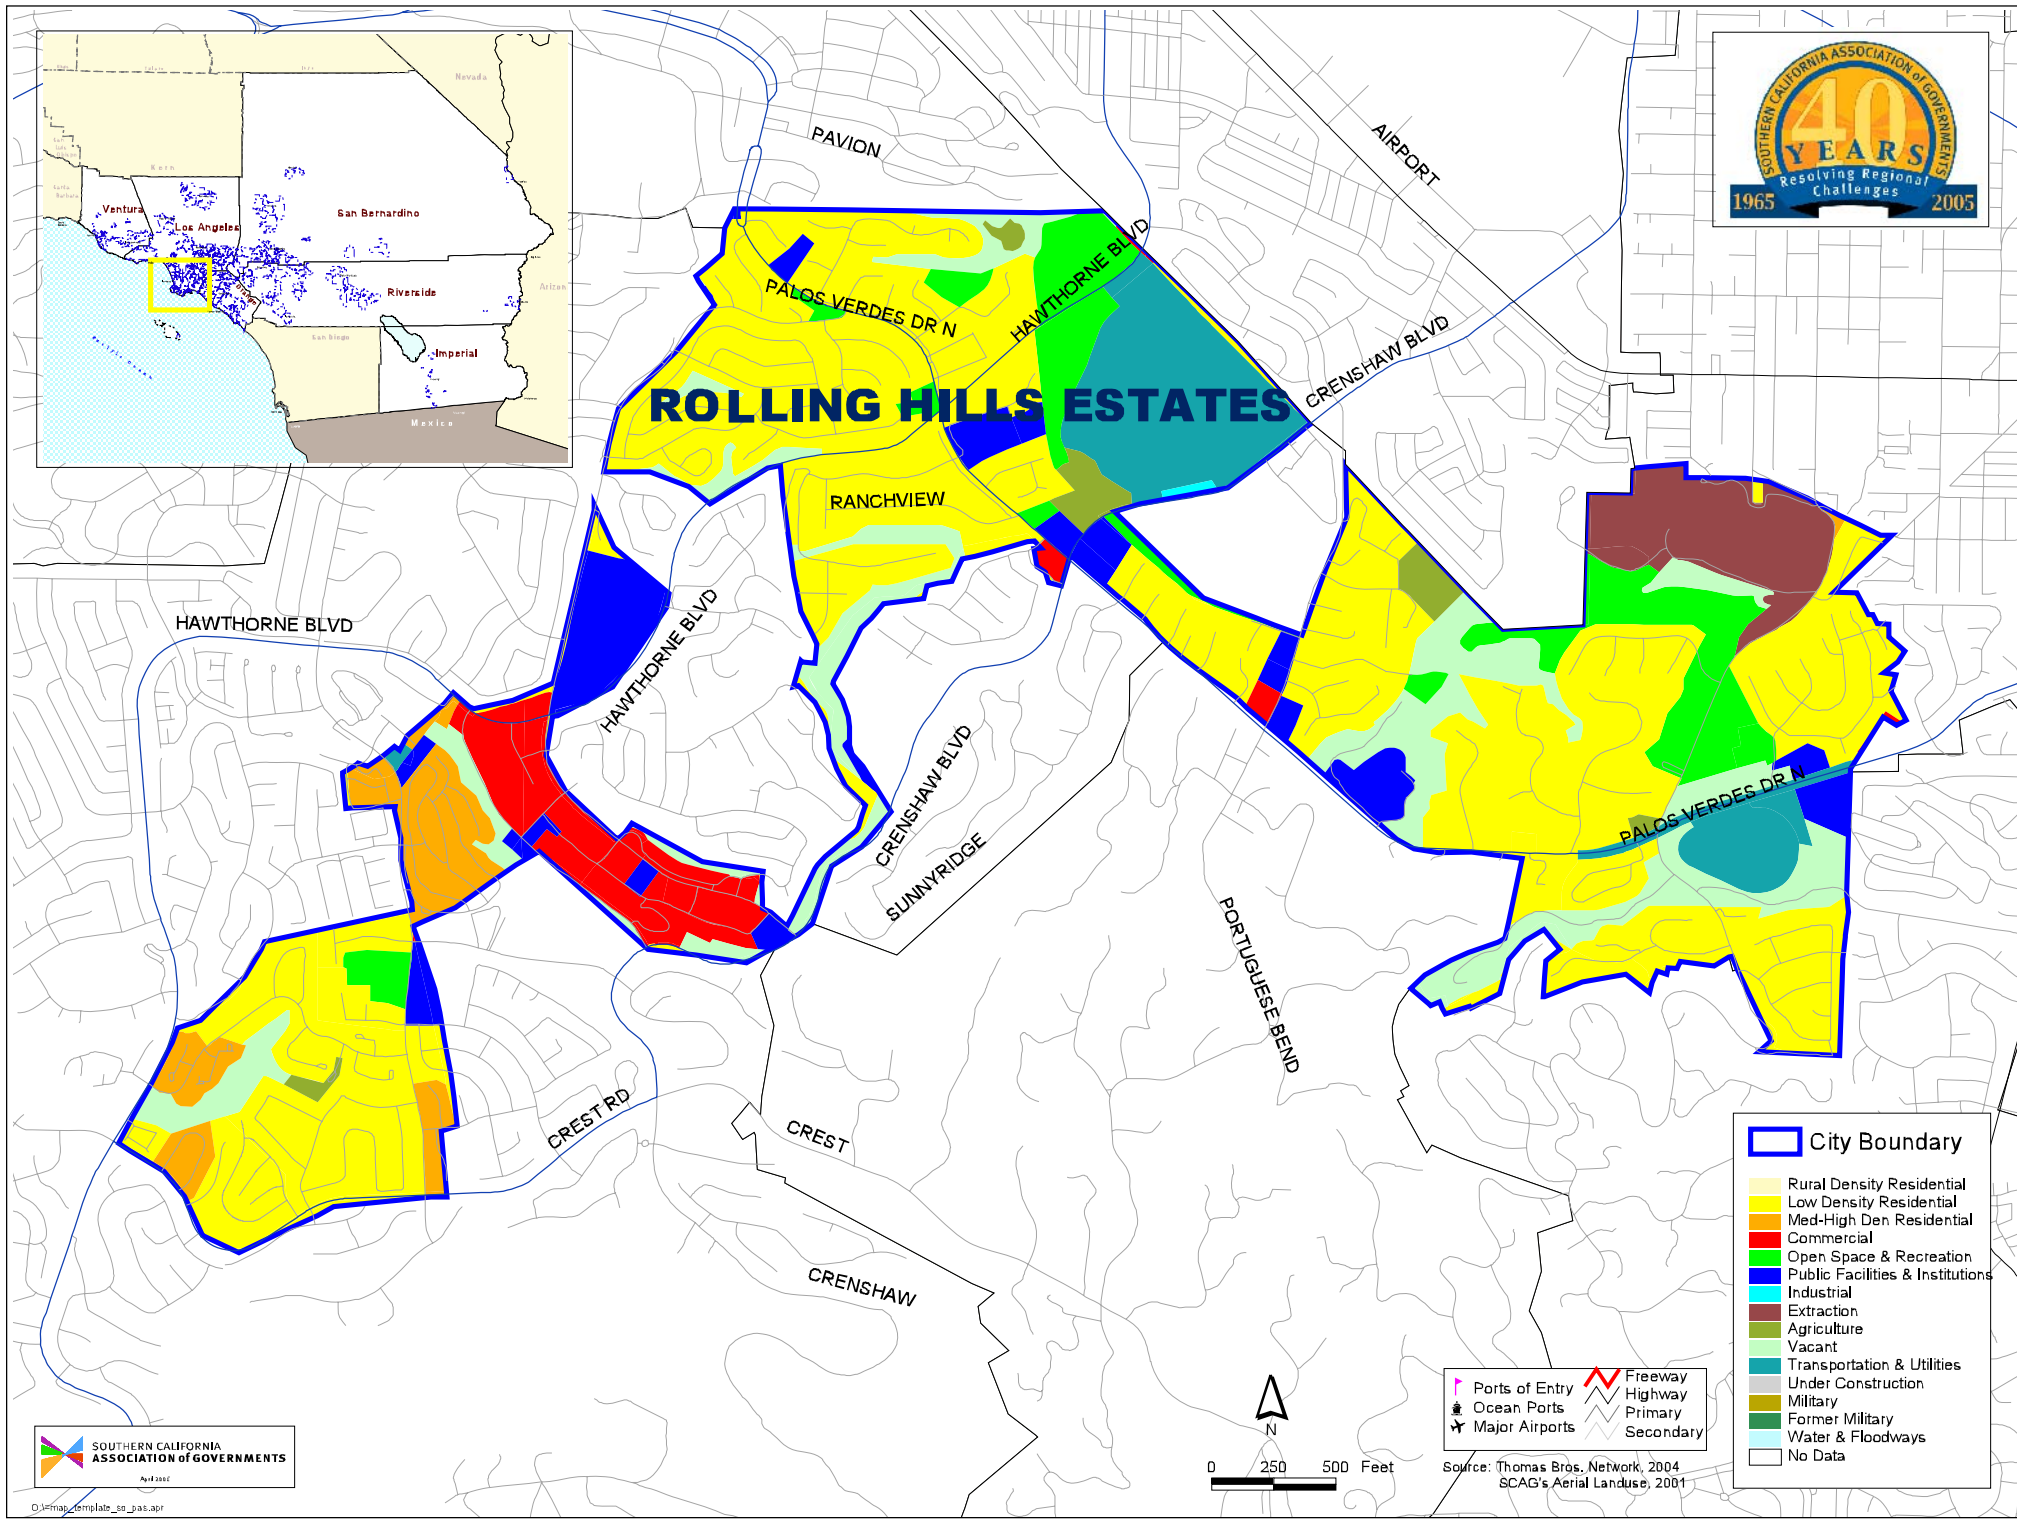 Nevada
Kern
Ventura
Los Angeles
San Bernardino
Orange
Riverside
Arizona
San Diego
Imperial
Mexico
SOUTHERN CALIFORNIA ASSOCIATION of GOVERNMENTS
40
YEARS
Resolving Regional
Challenges
1965
2005
PAVION
AIRPORT
HAWTHORNE BLVD
PALOS VERDES DR N
CRENSHAW BLVD
ROLLING HILLS ESTATES
RANCHVIEW
HAWTHORNE BLVD
HAWTHORNE BLVD
CRENSHAW BLVD
SUNNYRIDGE
PALOS VERDES DR N
PORTUGUESE BEND
CREST RD
CREST
CRENSHAW
City Boundary
Rural Density Residential
Low Density Residential
Med-High Den Residential
Commercial
Open Space & Recreation
Public Facilities & Institutions
Industrial
Extraction
Agriculture
Vacant
Transportation & Utilities
Under Construction
Military
Former Military
Water & Floodways
No Data
Ports of Entry
Ocean Ports
Major Airports
Freeway
Highway
Primary
Secondary
N
0 250 500 Feet
Source: Thomas Bros. Network, 2004
SCAG's Aerial Landuse, 2001
SOUTHERN CALIFORNIA
ASSOCIATION of GOVERNMENTS